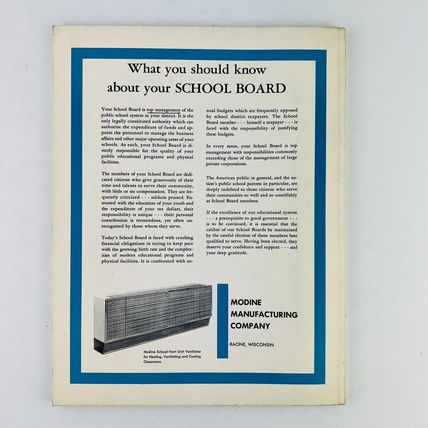 What you should know
about your SCHOOL BOARD
Your School Board is top management of the
public school system in your district. It is the
only legally constituted authority which can
authorize the expenditure of funds and ap-
point the personnel to manage the business
affairs and other major operating areas of your
schools. As such, your School Board is di-
rectly responsible for the quality of your
public educational programs and physical
facilities.
The members of your School Board are dedi-
cated citizens who give generously of their
time and talents to serve their community,
with little or no compensation. They are fre-
quently criticized - - - seldom praised. En-
trusted with the education of your youth and
the expenditure of your tax dollars, their
responsibility is unique - - - their personal
contribution is tremendous, yet often un-
recognized by those whom they serve.
Today's School Board is faced with crushing
financial obligations in trying to keep pace
with the growing birth rate and the complex-
ities of modern educational programs and
physical facilities. It is confronted with an-
nual budgets which are frequently opposed
by school district taxpayers. The School
Board member - - - himself a taxpayer - - - is
faced with the responsibility of justifying
these budgets.
In every sense, your School Board is top
management with responsibilities commonly
exceeding those of the management of large
private corporations.
The American public in general, and the na-
tion's public school parents in particular, are
deeply indebted to those citizens who serve
their communities so well and so unselfishly
as School Board members.
If the excellence of our educational system
- - - a prerequisite to good government - - -
is to be continued, it is essential that the
caliber of our School Boards be maintained
by the careful election of those members best
qualified to serve. Having been elected, they
deserve your confidence and support - - - and
your deep gratitude.
MODINE
MANUFACTURING
COMPANY
RACINE, WISCONSIN
Modine School-Vent Unit Ventilator
for Heating, Ventilating and Cooling
Classrooms